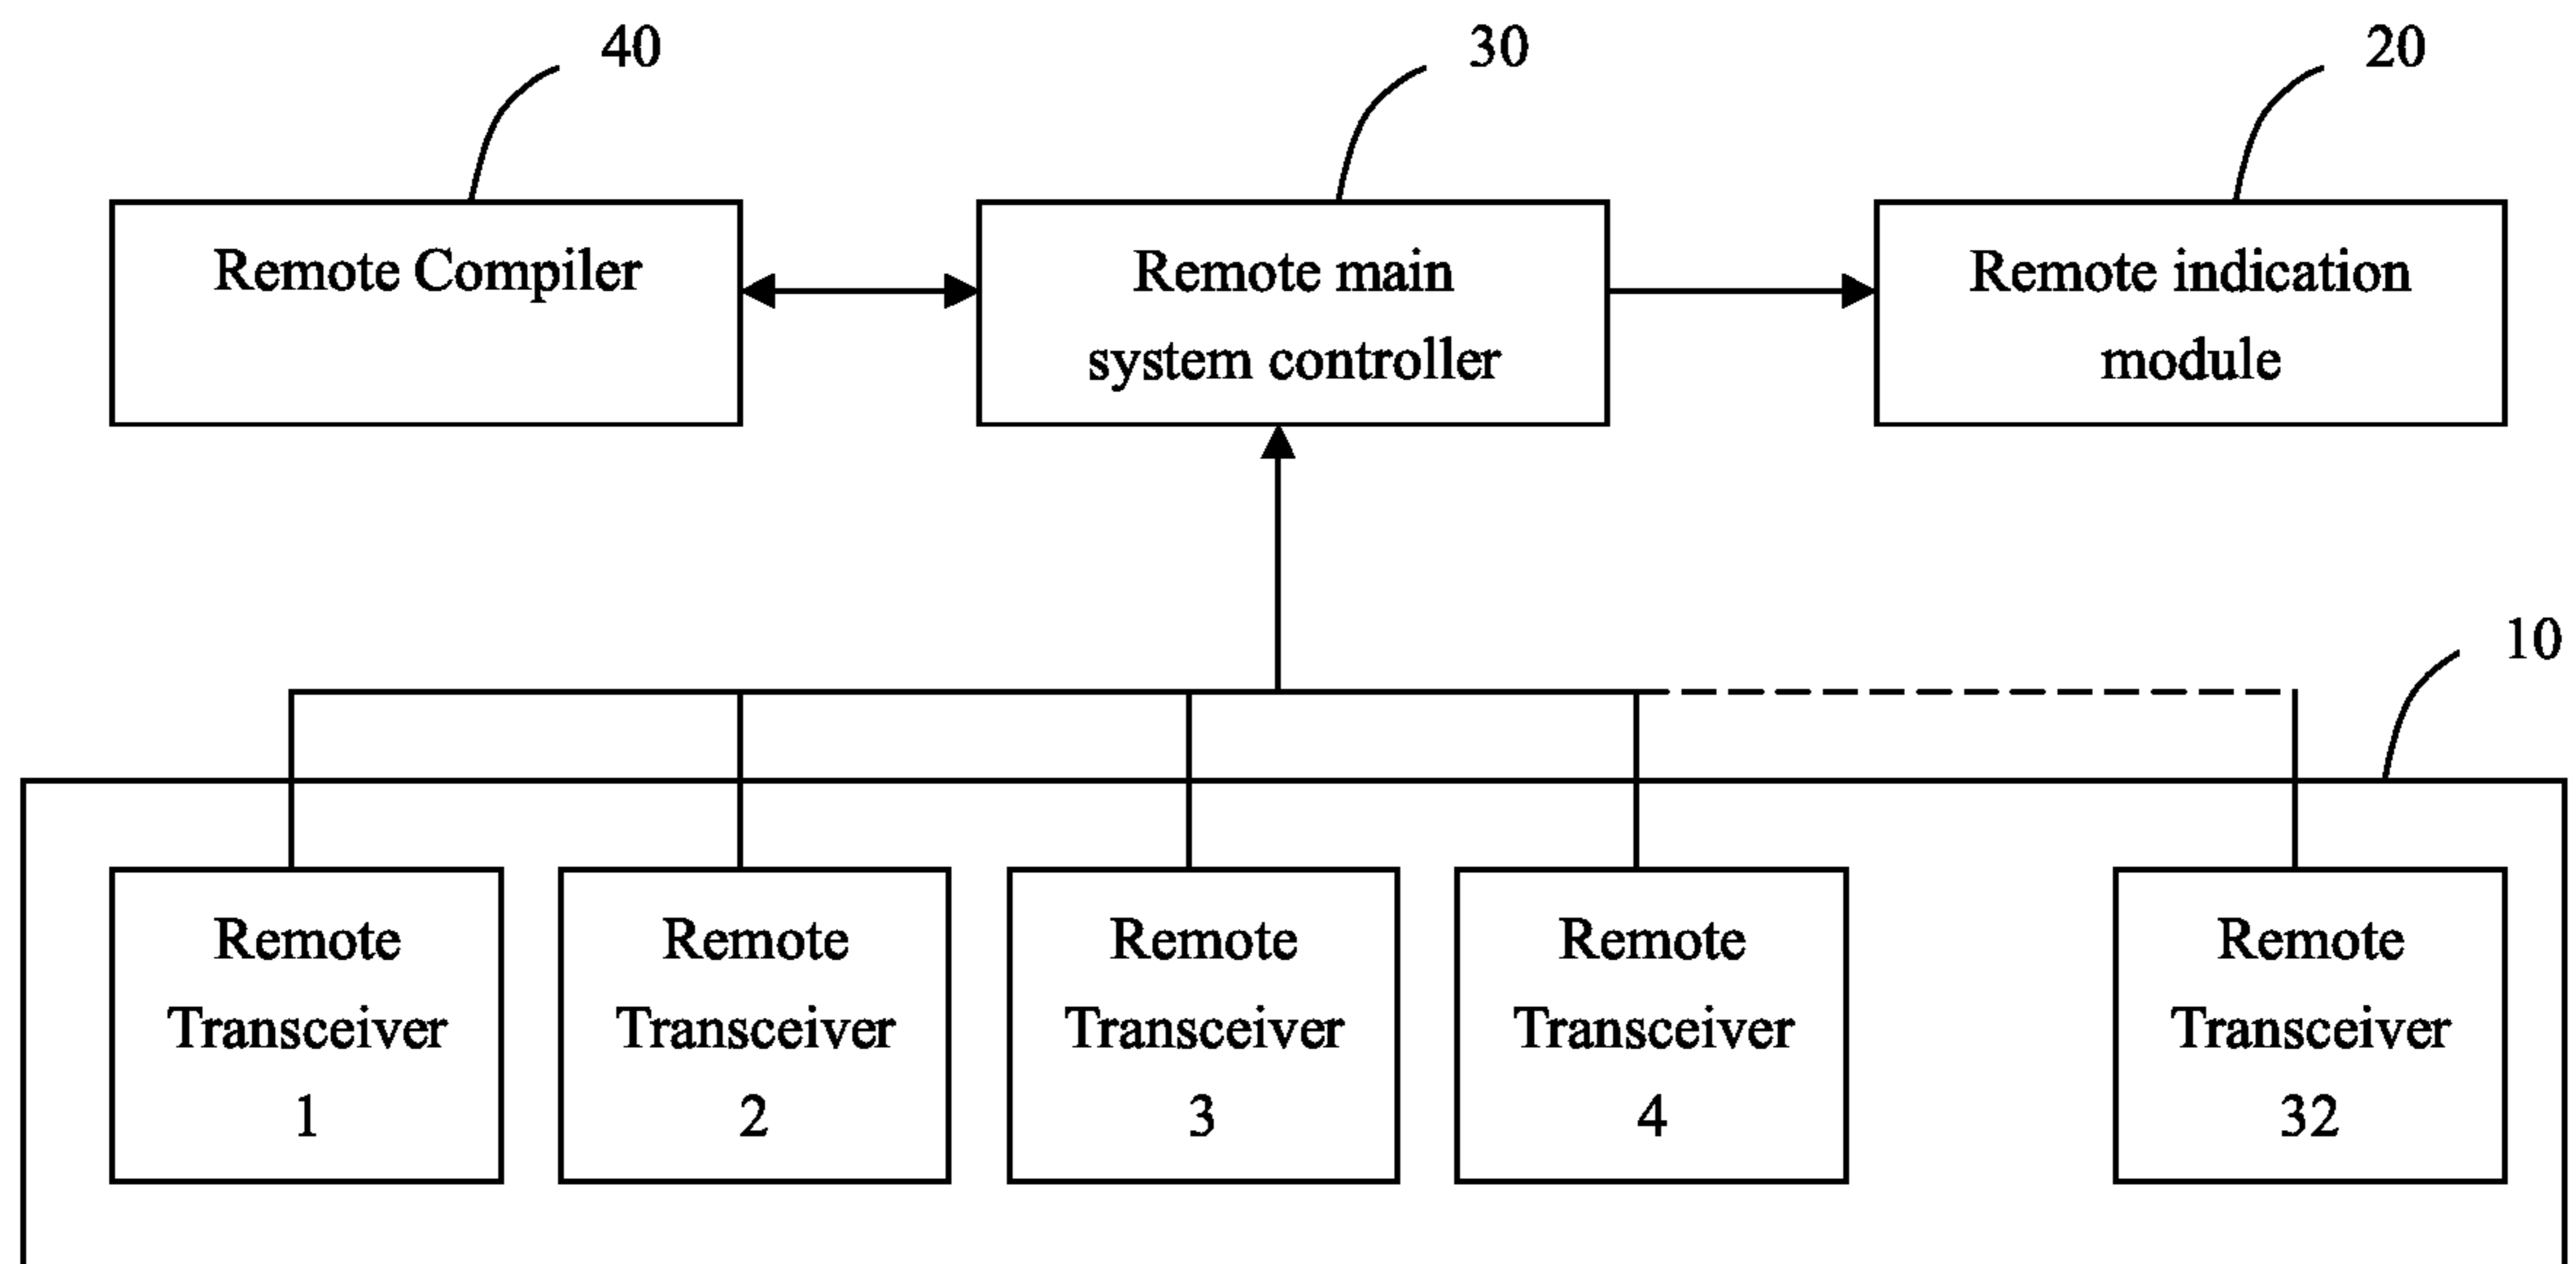 40
30
20
Remote Compiler
Remote main
system controller
Remote indication
module
10
Remote
Transceiver
1
Remote
Transceiver
2
Remote
Transceiver
3
Remote
Transceiver
4
Remote
Transceiver
32